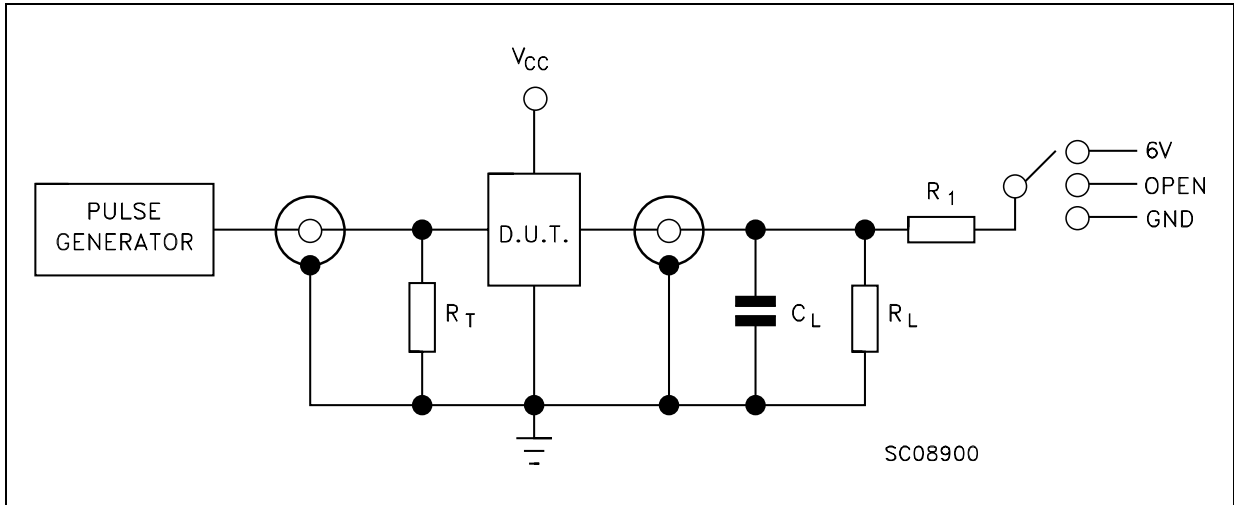 VCC
PULSE
GENERATOR
RT
D.U.T.
CL
RL
R1
6V
OPEN
GND
SC08900